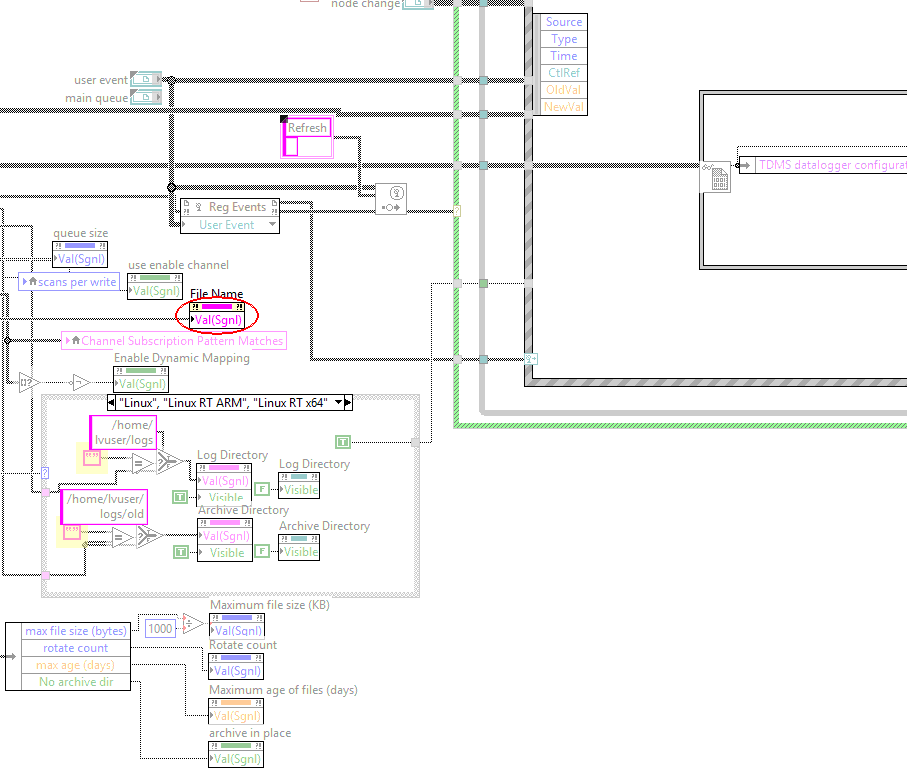 node change
Source
Type
Time
CtlRef
OldVal
NewVal
user event
main queue
Refresh
TDMS datalogger configurat
Reg Events
User Event
queue size
Val(Sgnl)
scans per write
use enable channel
Val(Sgnl)
File Name
Val(Sgnl)
Channel Subscription Pattern Matches
Enable Dynamic Mapping
Val(Sgnl)
"Linux", "Linux RT ARM", "Linux RT x64"
/home/
lvuser/logs
T
Log Directory
Val(Sgnl)
Visible
T
Log Directory
F
Visible
/home/lvuser/
logs/old
Archive Directory
Val(Sgnl)
Visible
T
Archive Directory
F
Visible
max file size (bytes)
rotate count
max age (days)
No archive dir
1000
Maximum file size (KB)
Val(Sgnl)
Rotate count
Val(Sgnl)
Maximum age of files (days)
Val(Sgnl)
archive in place
Val(Sgnl)